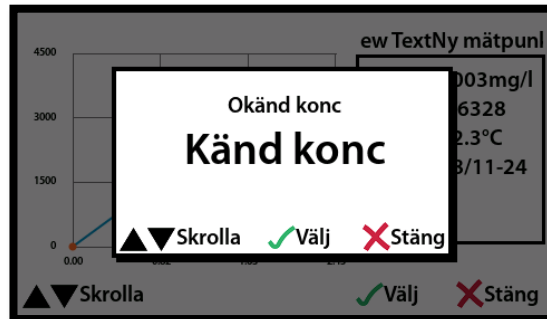 ew TextNy mätpunl
4500
003mg/l
6328
3000
2.3°C
3/11-24
1500
0
0.00
Okänd konc
Känd konc
Skrolla Välj Stäng
Skrolla Välj Stäng